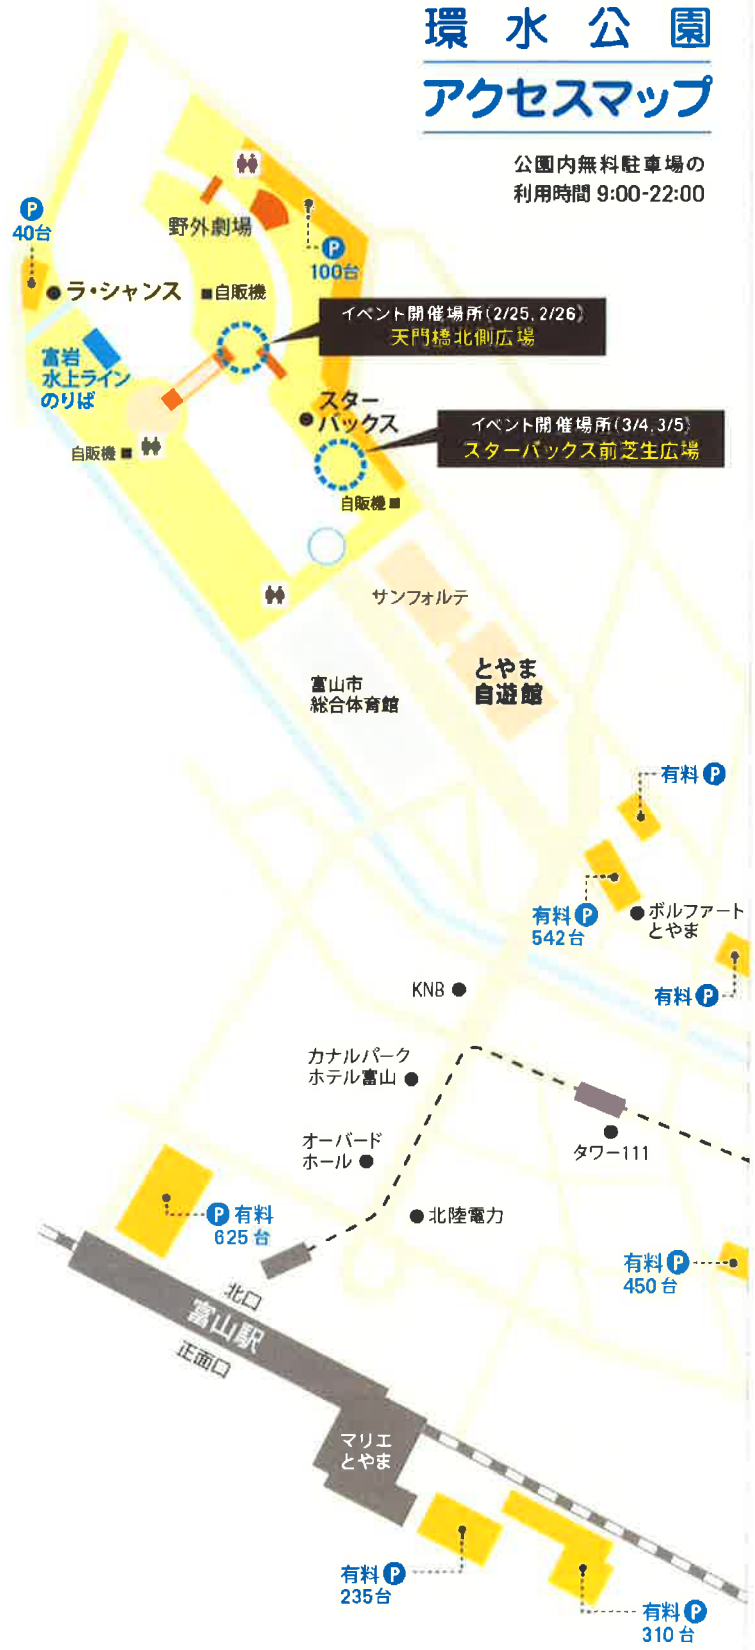 環水公園
アクセスマップ
公園内無料駐車場の
利用時間 9:00-22:00
P
40台
野外劇場
P
100台
ラ・シャンス
自販機
イベント開催場所(2/25, 2/26)
天門橋北側広場
富岩
水上ライン
のりば
スター
バックス
イベント開催場所(3/4, 3/5)
スターバックス前芝生広場
自販機
自販機
サンフォルテ
とやま
自遊館
富山市
総合体育館
有料 P
有料 P
542台
ボルファート
とやま
有料 P
KNB
カナルパーク
ホテル富山
タワー111
オーバード
ホール
北陸電力
P 有料
625台
有料 P
450台
北口
富山駅
正面口
マリエ
とやま
有料 P
235台
有料 P
310台